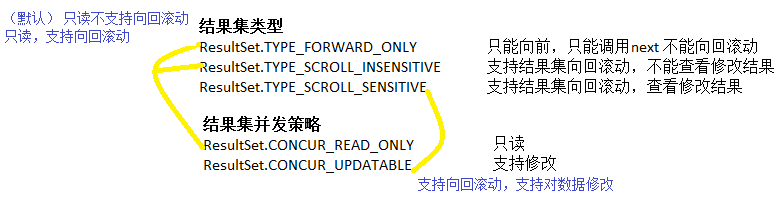 （默认） 只读不支持向回滚动
只读，支持向回滚动
结果集类型
ResultSet.TYPE_FORWARD_ONLY 只能向前，只能调用next 不能向回滚动
ResultSet.TYPE_SCROLL_INSENSITIVE 支持结果集向回滚动，不能查看修改结果
ResultSet.TYPE_SCROLL_SENSITIVE 支持结果集向回滚动，查看修改结果
结果集并发策略
ResultSet.CONCUR_READ_ONLY 只读
ResultSet.CONCUR_UPDATABLE 支持修改
支持向回滚动，支持对数据修改